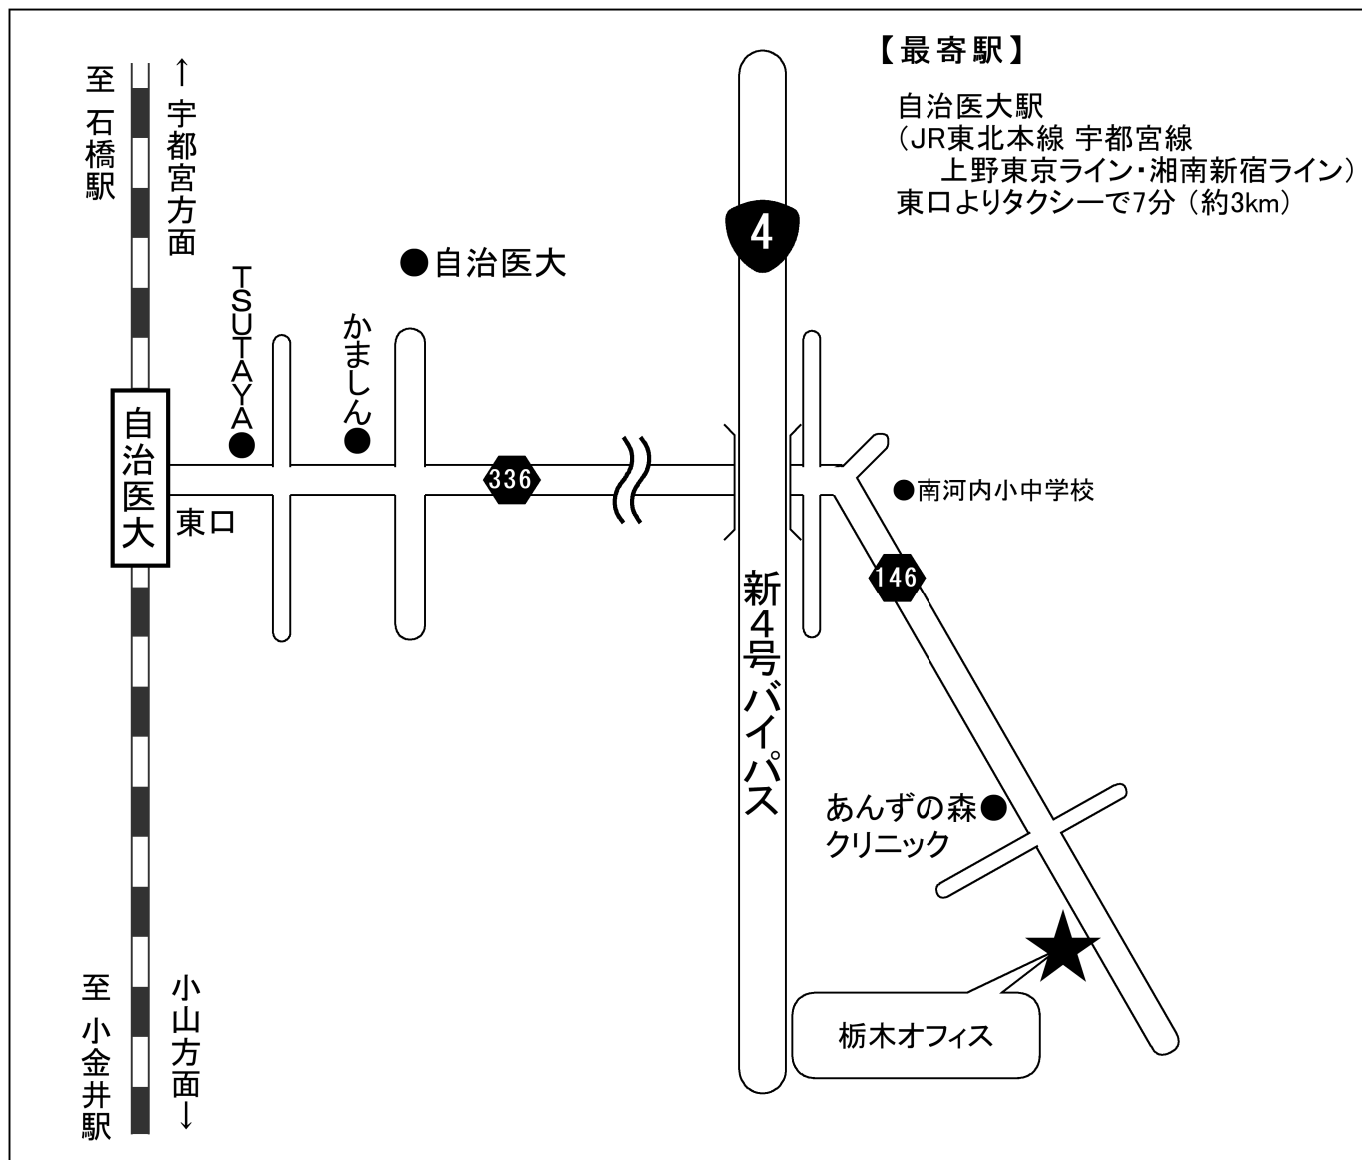 【最寄駅】
自治医大駅
（JR東北本線 宇都宮線
上野東京ライン・湘南新宿ライン）
東口よりタクシーで7分（約3km）
至 石橋駅
↑宇都宮方面
自治医大
TSUTAYA
かましん
4
自治医大
東口
336
南河内小中学校
146
新4号バイパス
あんずの森
クリニック
栃木オフィス
至 小金井駅
小山方面↓